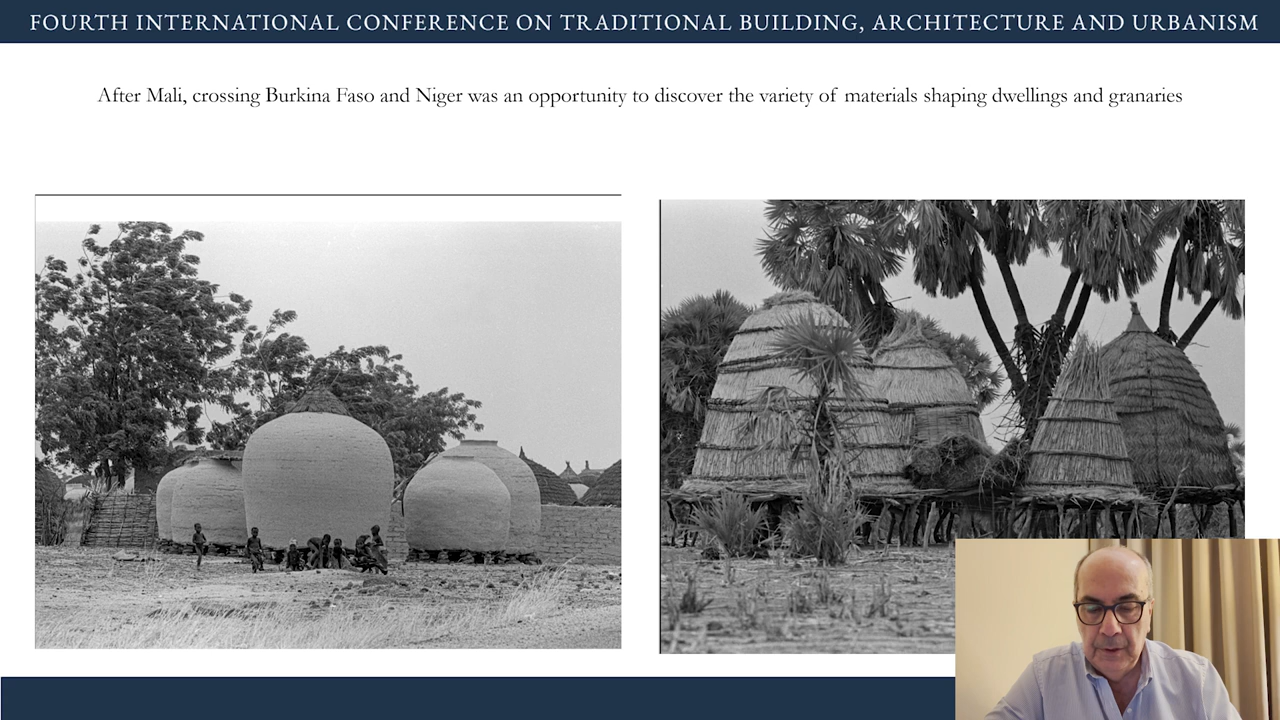 FOURTH INTERNATIONAL CONFERENCE ON TRADITIONAL BUILDING, ARCHITECTURE AND URBANISM
After Mali, crossing Burkina Faso and Niger was an opportunity to discover the variety of materials shaping dwellings and granaries